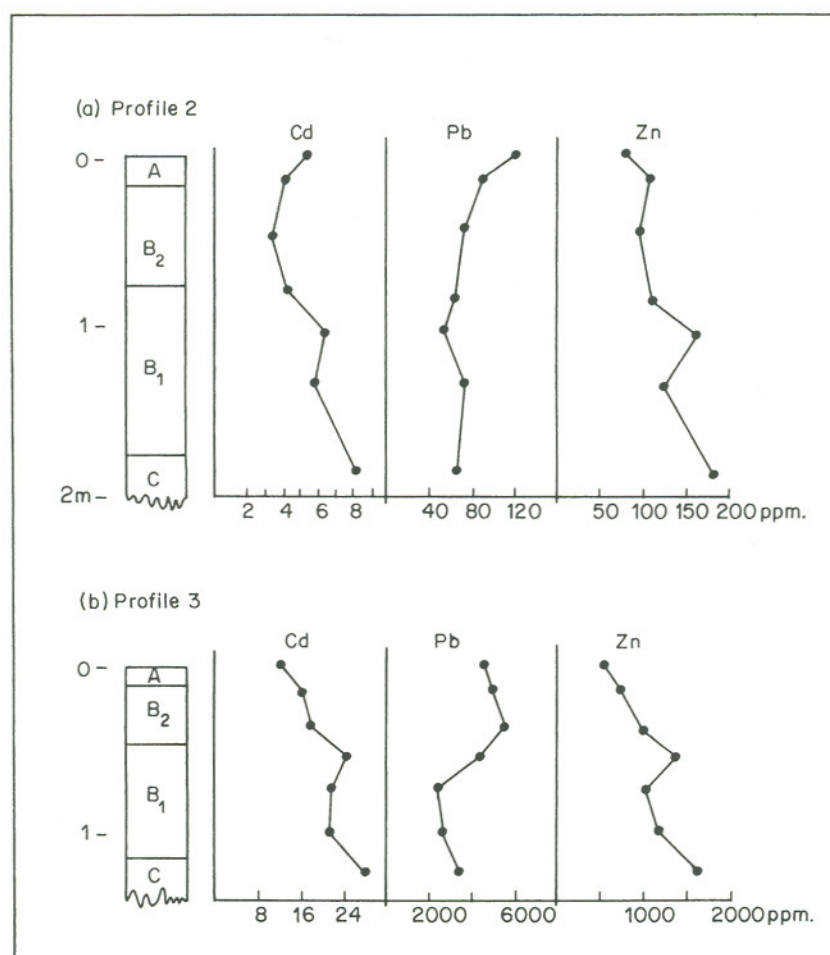 (a) Profile 2
Cd Pb Zn
0 –
A
B₂
1 –
B₁
C
2m–
2 4 6 8 40 80 120 50 100 150 200 ppm.
(b) Profile 3
Cd Pb Zn
0 –
A
B₂
B₁
1 –
C
8 16 24 2000 6000 1000 2000 ppm.